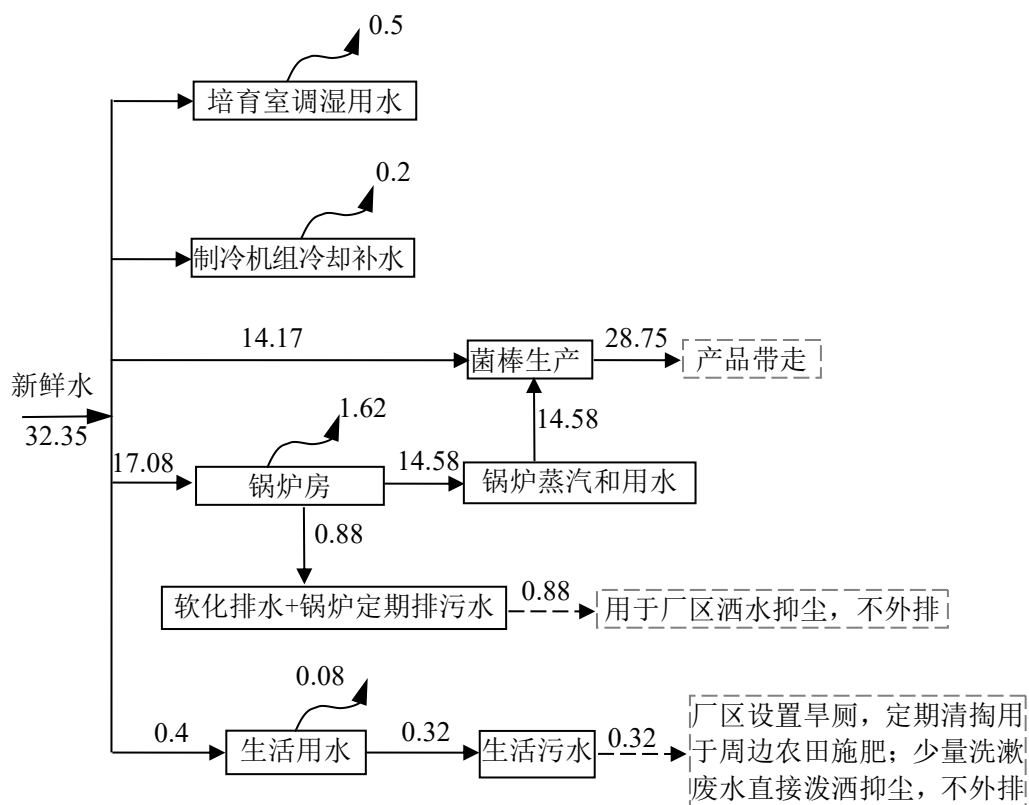 0.5
培育室调湿用水
0.2
制冷机组冷却补水
14.17
菌棒生产
28.75
产品带走
新鲜水
32.35
14.58
1.62
17.08
锅炉房
14.58
锅炉蒸汽和用水
0.88
软化排水+锅炉定期排污水
0.88
用于厂区洒水抑尘，不外排
0.08
0.4
生活用水
0.32
生活污水
0.32
厂区设置旱厕，定期清掏用
于周边农田施肥；少量洗漱
废水直接泼洒抑尘，不外排